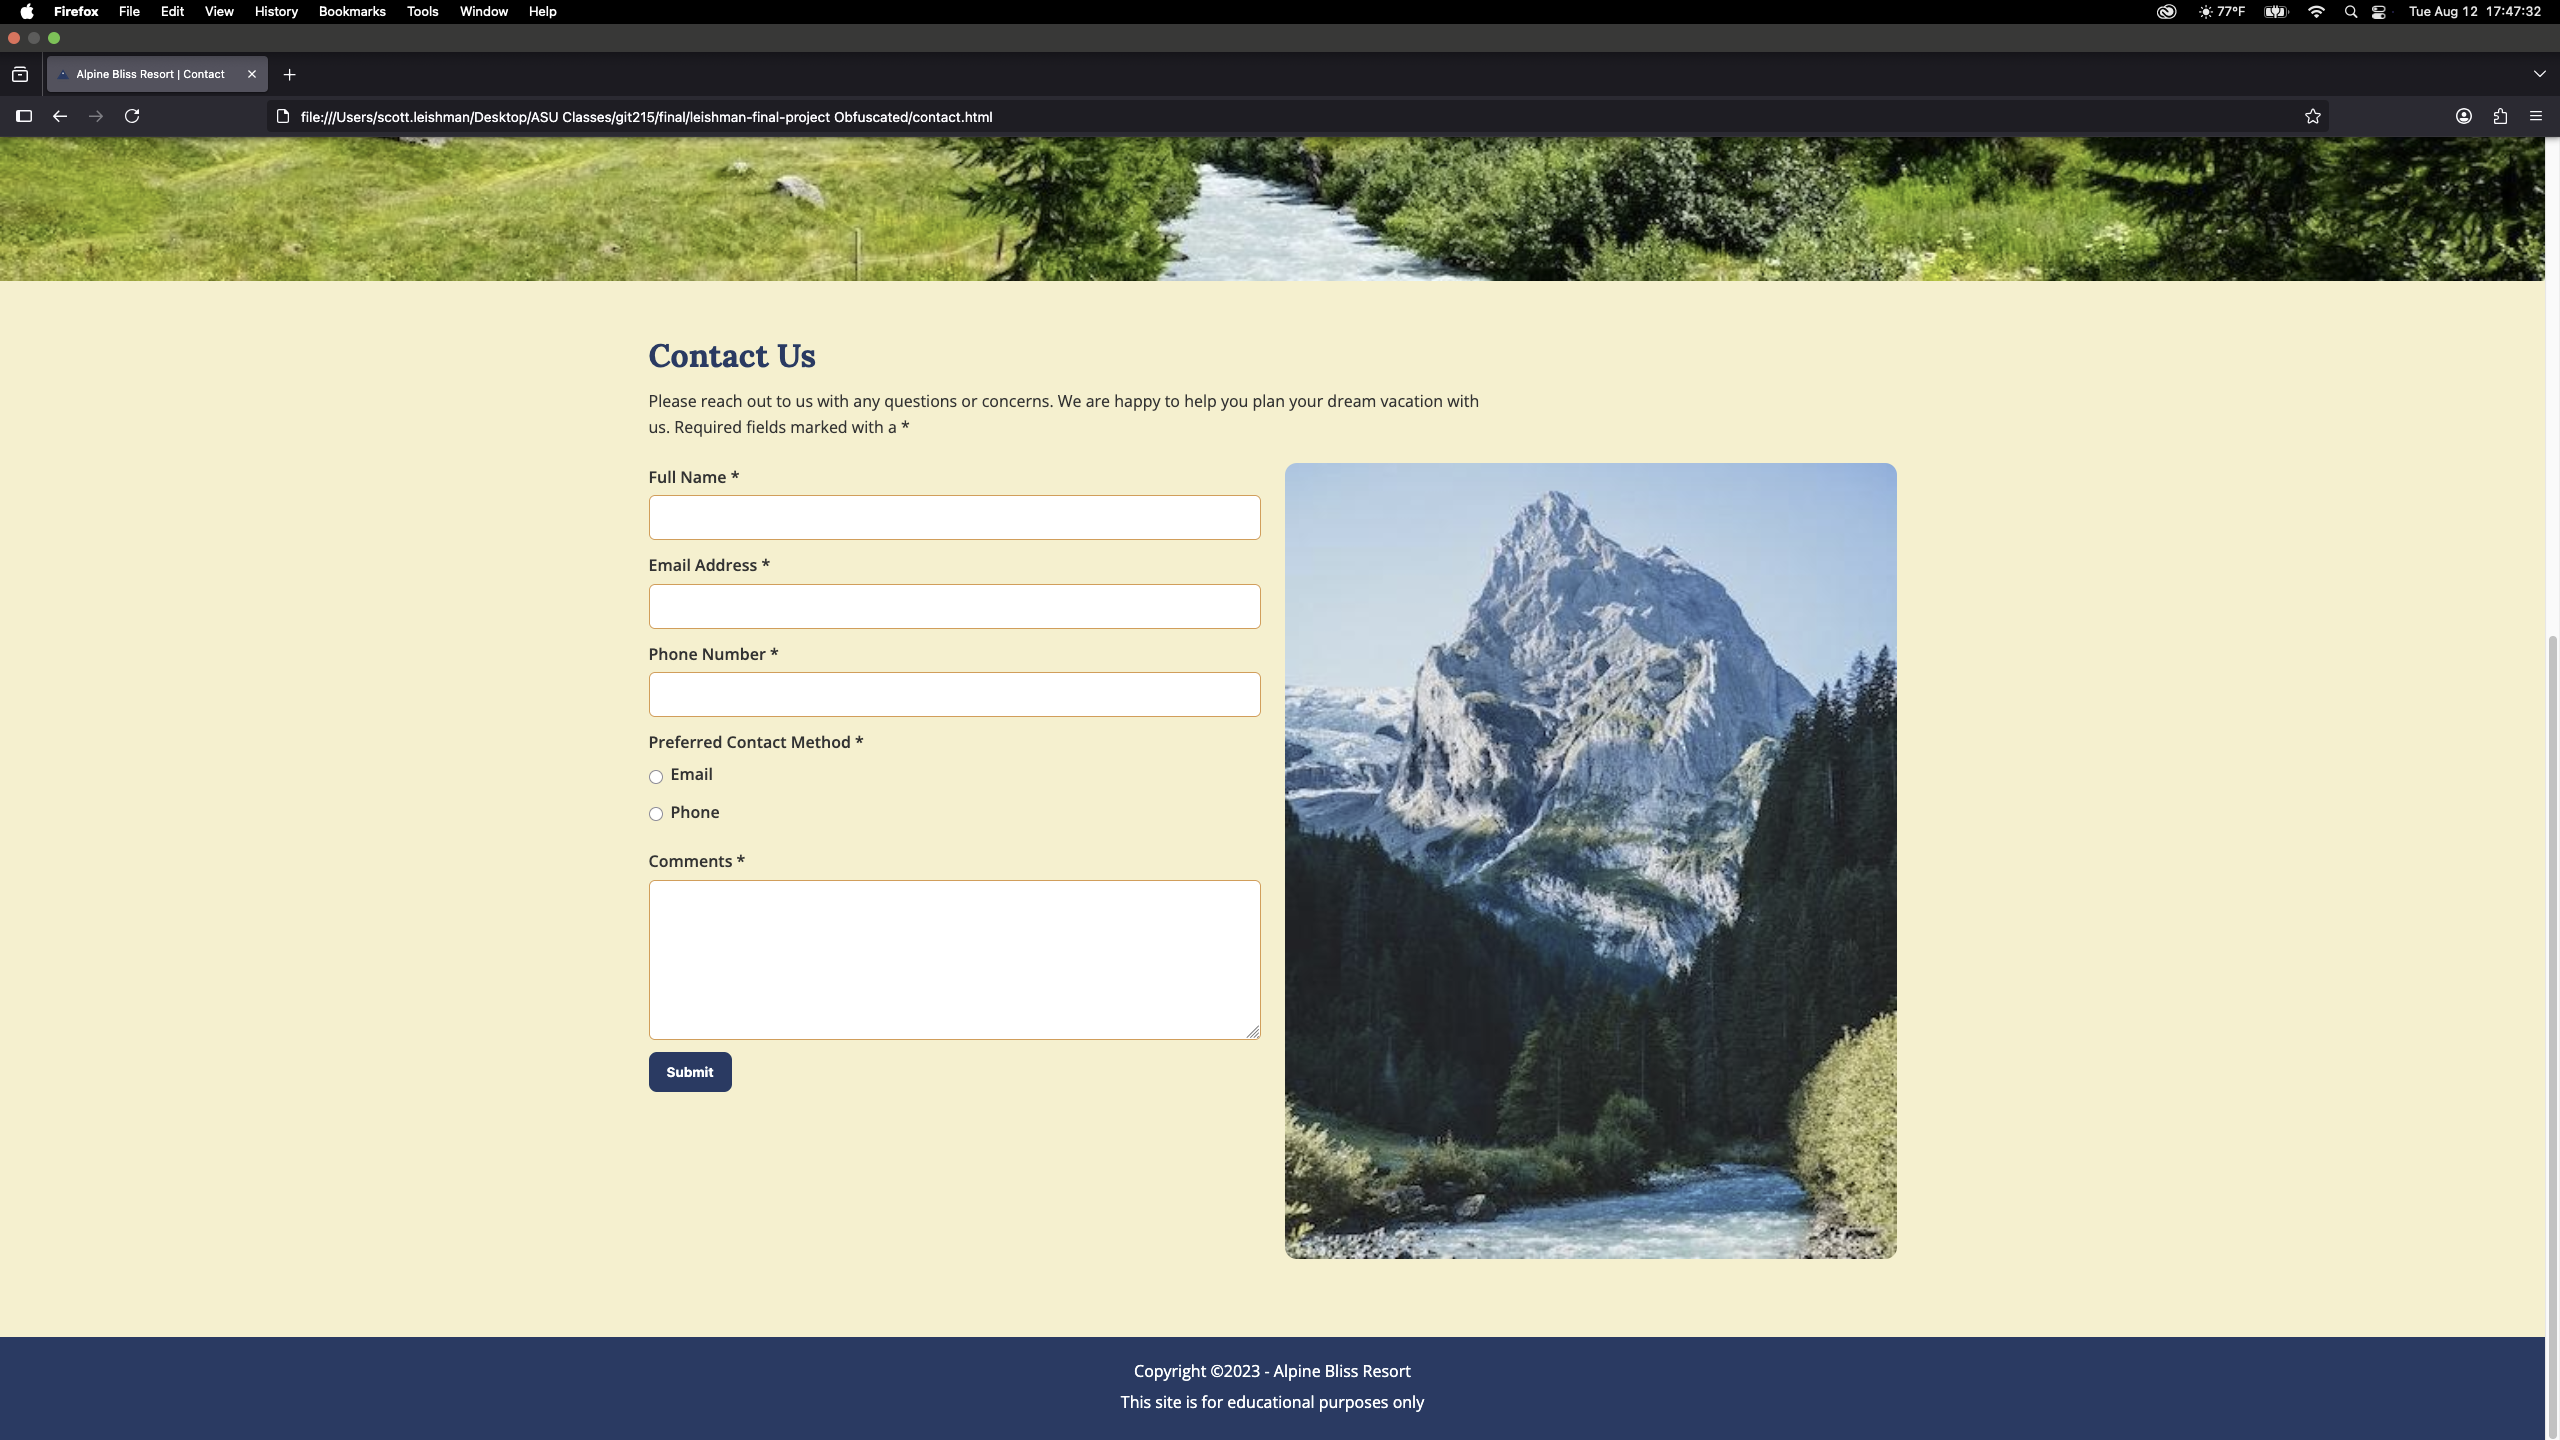 Firefox File Edit View History Bookmarks Tools Window Help 77°F Tue Aug 12 17:47:32
Alpine Bliss Resort | Contact
file:///Users/scott.leishman/Desktop/ASU Classes/git215/final/leishman-final-project Obfuscated/contact.html
Contact Us
Please reach out to us with any questions or concerns. We are happy to help you plan your dream vacation with
us. Required fields marked with a *
Full Name *
Email Address *
Phone Number *
Preferred Contact Method *
Email
Phone
Comments *
Submit
Copyright ©2023 - Alpine Bliss Resort
This site is for educational purposes only